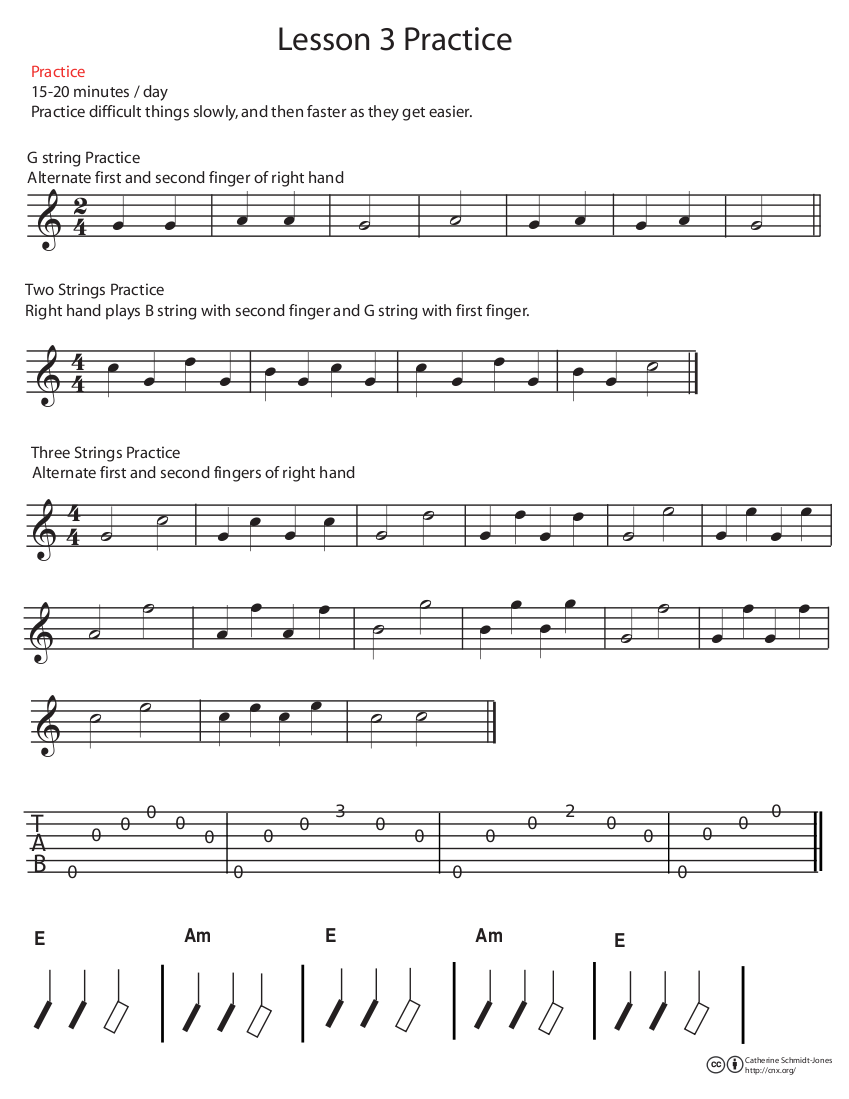 Lesson 3 Practice
Practice
15-20 minutes / day
Practice difficult things slowly, and then faster as they get easier.
G string Practice
Alternate first and second finger of right hand
2
4
Two Strings Practice
Right hand plays B string with second finger and G string with first finger.
4
4
Three Strings Practice
Alternate first and second fingers of right hand
4
4
0 3 2 0
T 0 0 0 0 0 0 0
A 0 0 0 0 0 0 0
B
0 0 0 0
E Am E Am E
cc Catherine Schmidt-Jones
http://cnx.org/